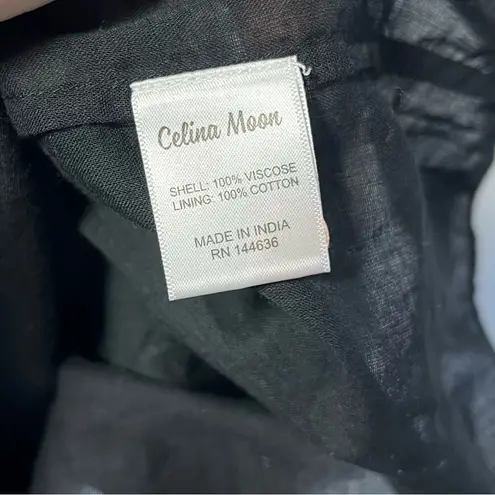 Celina Moon
SHELL: 100% VISCOSE
LINING: 100% COTTON
MADE IN INDIA
RN 144636